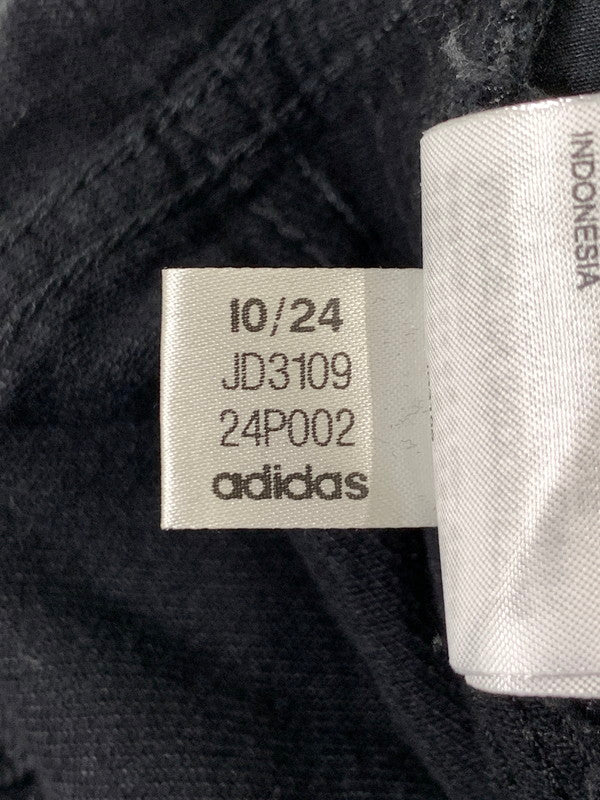 10/24
JD3109
24P002
adidas
INDONESIA